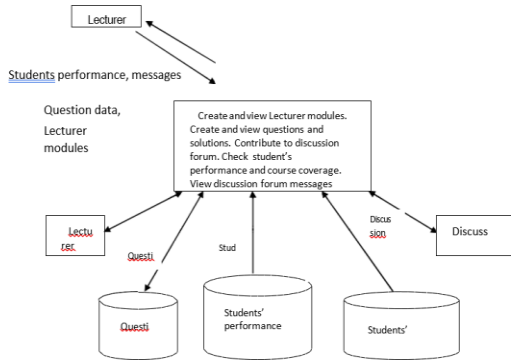 Lecturer
Students performance, messages
Question data,
Lecturer
modules
Create and view Lecturer modules.
Create and view questions and
solutions. Contribute to discussion
forum. Check student's
performance and course coverage.
View discussion forum messages
Lectu
rer
Questi
Stud
Discus
sion
Discuss
Questi
Students'
performance
Students'